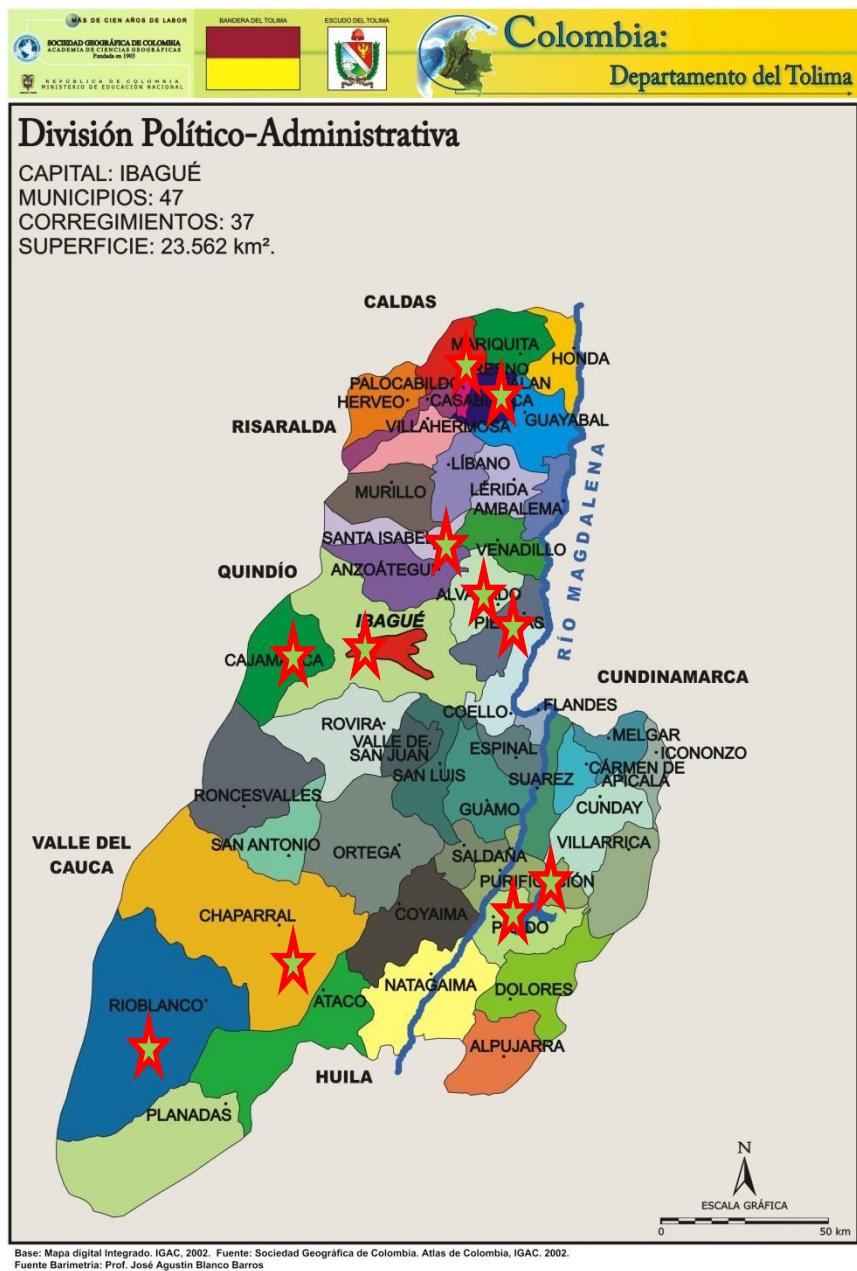 MÁS DE CIEN AÑOS DE LABOR
SOCIEDAD GEOGRÁFICA DE COLOMBIA
ACADEMIA DE CIENCIAS GEOGRÁFICAS
Fundada en 1903
REPÚBLICA DE COLOMBIA
MINISTERIO DE EDUCACIÓN NACIONAL
BANDERA DEL TOLIMA
ESCUDO DEL TOLIMA
Colombia:
Departamento del Tolima
División Político-Administrativa
CAPITAL: IBAGUÉ
MUNICIPIOS: 47
CORREGIMIENTOS: 37
SUPERFICIE: 23.562 km².
CALDAS
MARIQUITA
HONDA
PALOCABILDO
HERVEO
GUAYABAL
RISARALDA
VILLAHERMOSA
LÍBANO
MURILLO
LÉRIDA
AMBALEMA
SANTA ISABEL
VENADILLO
ANZOÁTEGUI
QUINDÍO
RÍO MAGDALENA
IBAGUÉ
CUNDINAMARCA
COELLO
FLANDES
ROVIRA
MELGAR
VALLE DE
SAN JUAN
ESPINAL
ICONONZO
SAN LUIS
CÁRMEN DE
APICALÁ
SUAREZ
RONCESVALLES
GUAMO
CUNDAY
VALLE DEL
CAUCA
SAN ANTONIO
ORTEGA
SALDAÑA
VILLARRICA
CHAPARRAL
COYAIMA
NATAGAIMA
DOLORES
RIOBLANCO
ATACO
ALPUJARRA
HUILA
PLANADAS
N
ESCALA GRÁFICA
0
50 km
Base: Mapa digital Integrado. IGAC, 2002. Fuente: Sociedad Geográfica de Colombia. Atlas de Colombia, IGAC. 2002.
Fuente Barimetria: Prof. José Agustin Blanco Barros